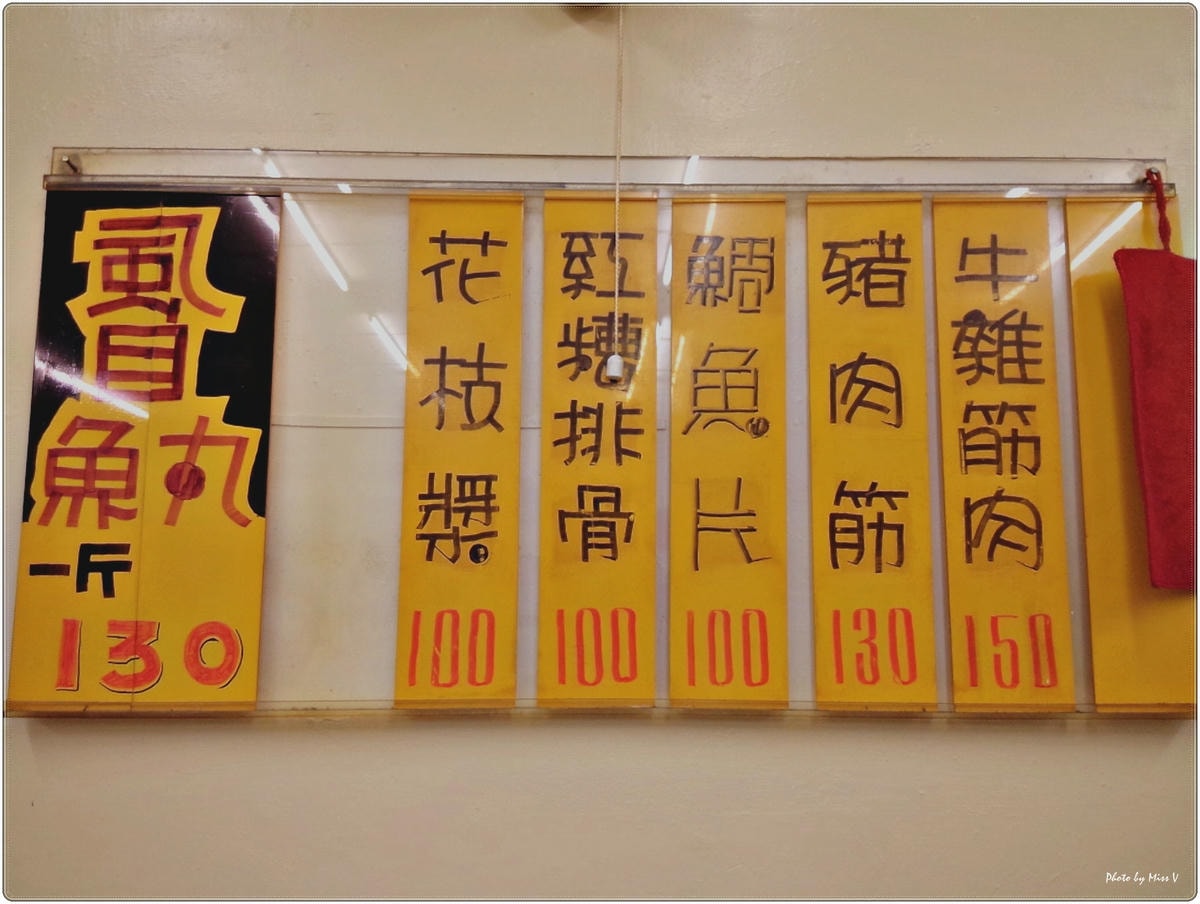 虱目
魚丸
一斤
130
花枝漿
100
紅糟排骨
100
鯛魚片
100
豬肉筋
130
牛雜筋肉
150
Photo by Miss V